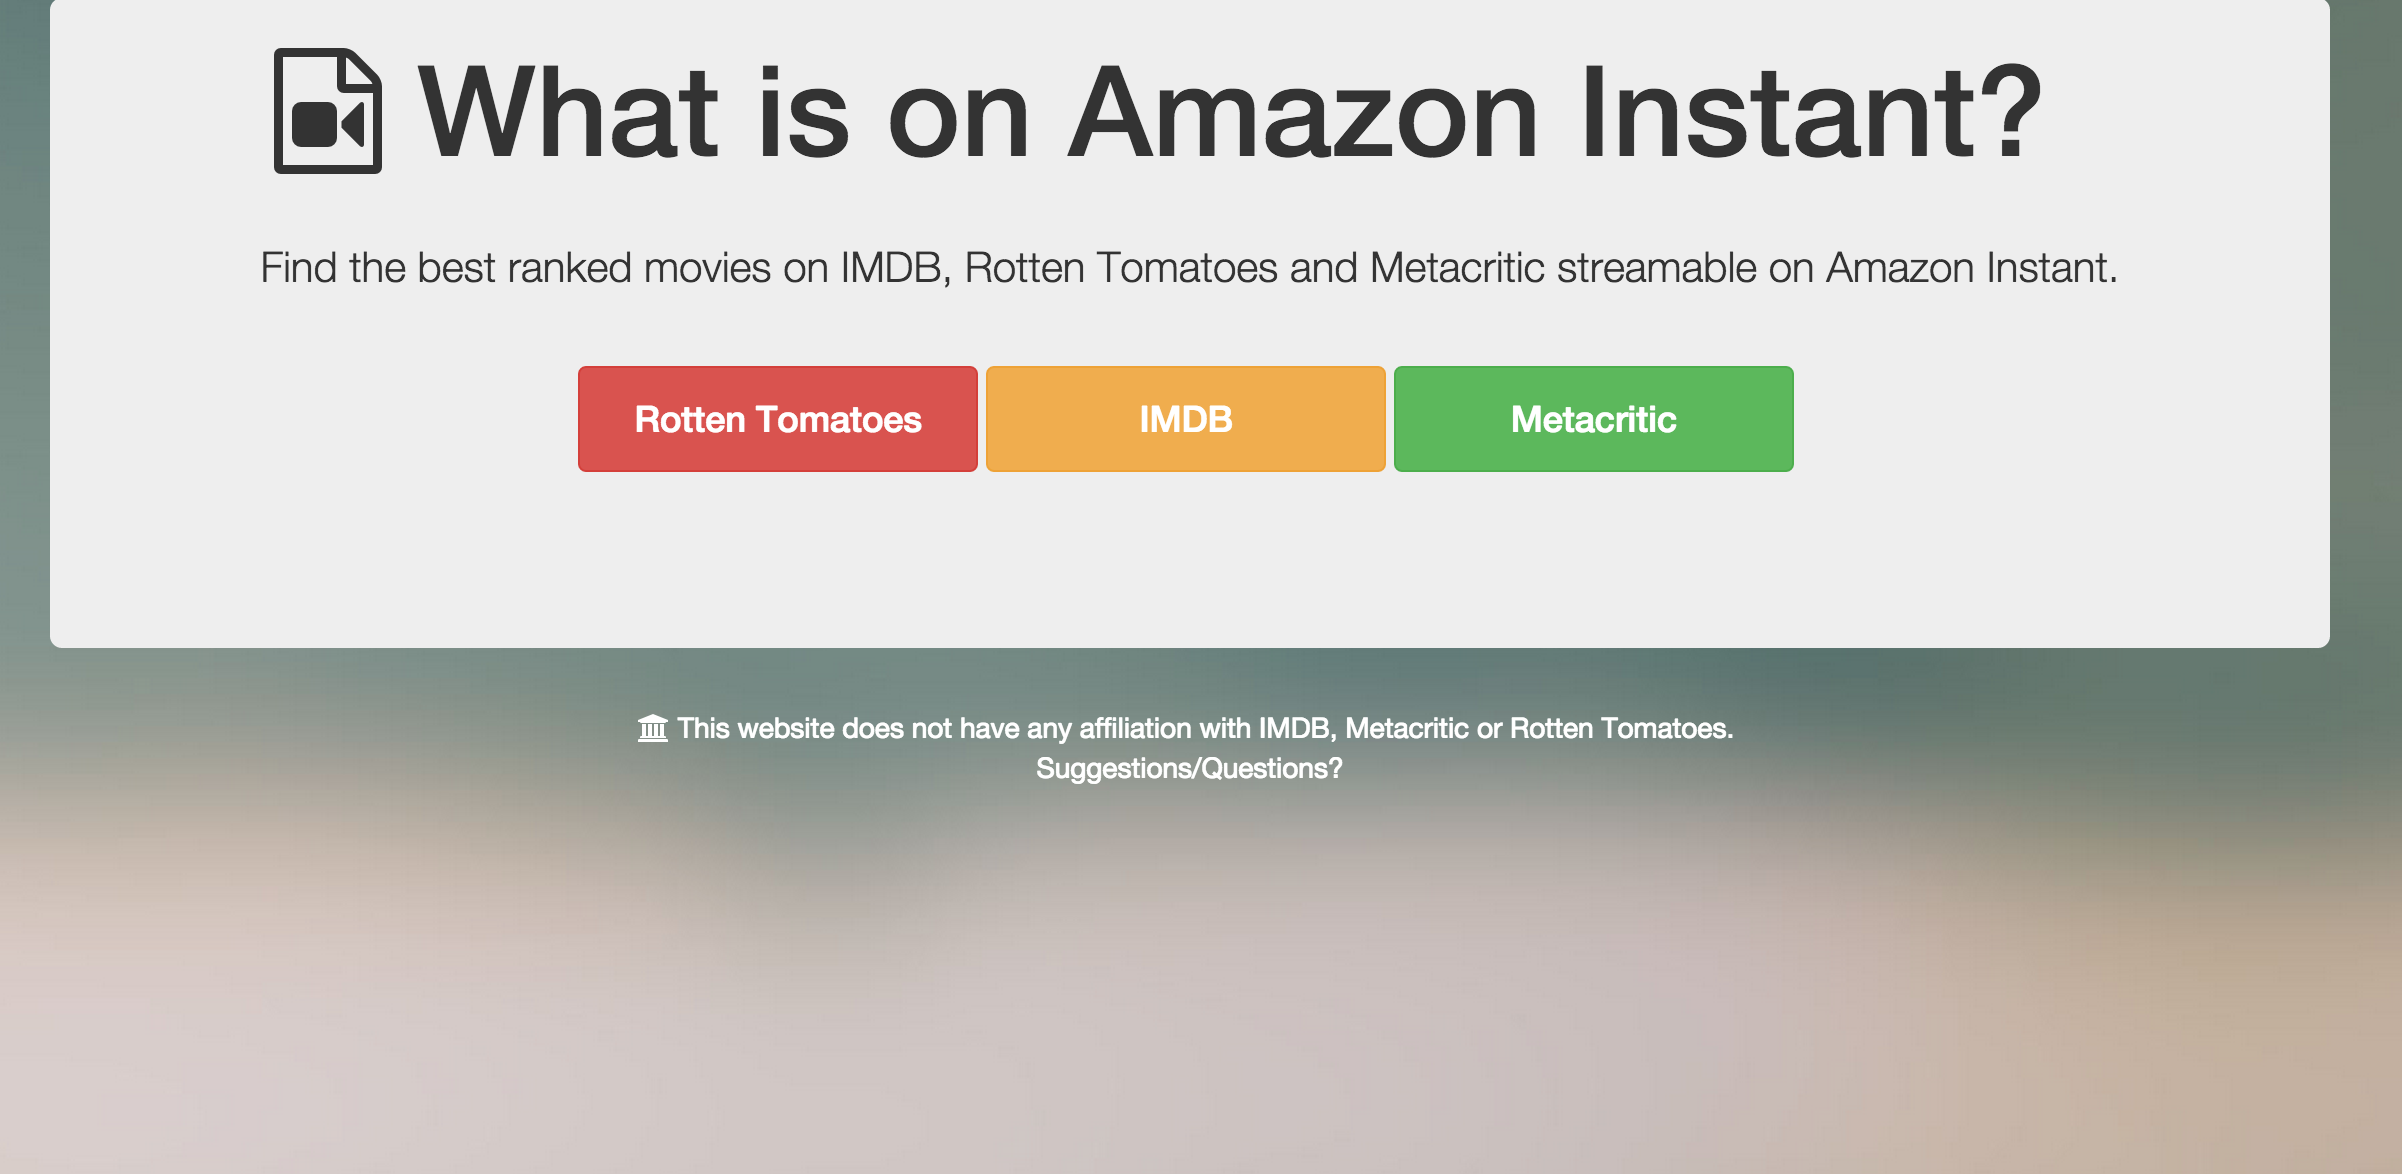 What is on Amazon Instant?
Find the best ranked movies on IMDB, Rotten Tomatoes and Metacritic streamable on Amazon Instant.
Rotten Tomatoes
IMDB
Metacritic
This website does not have any affiliation with IMDB, Metacritic or Rotten Tomatoes.
Suggestions/Questions?